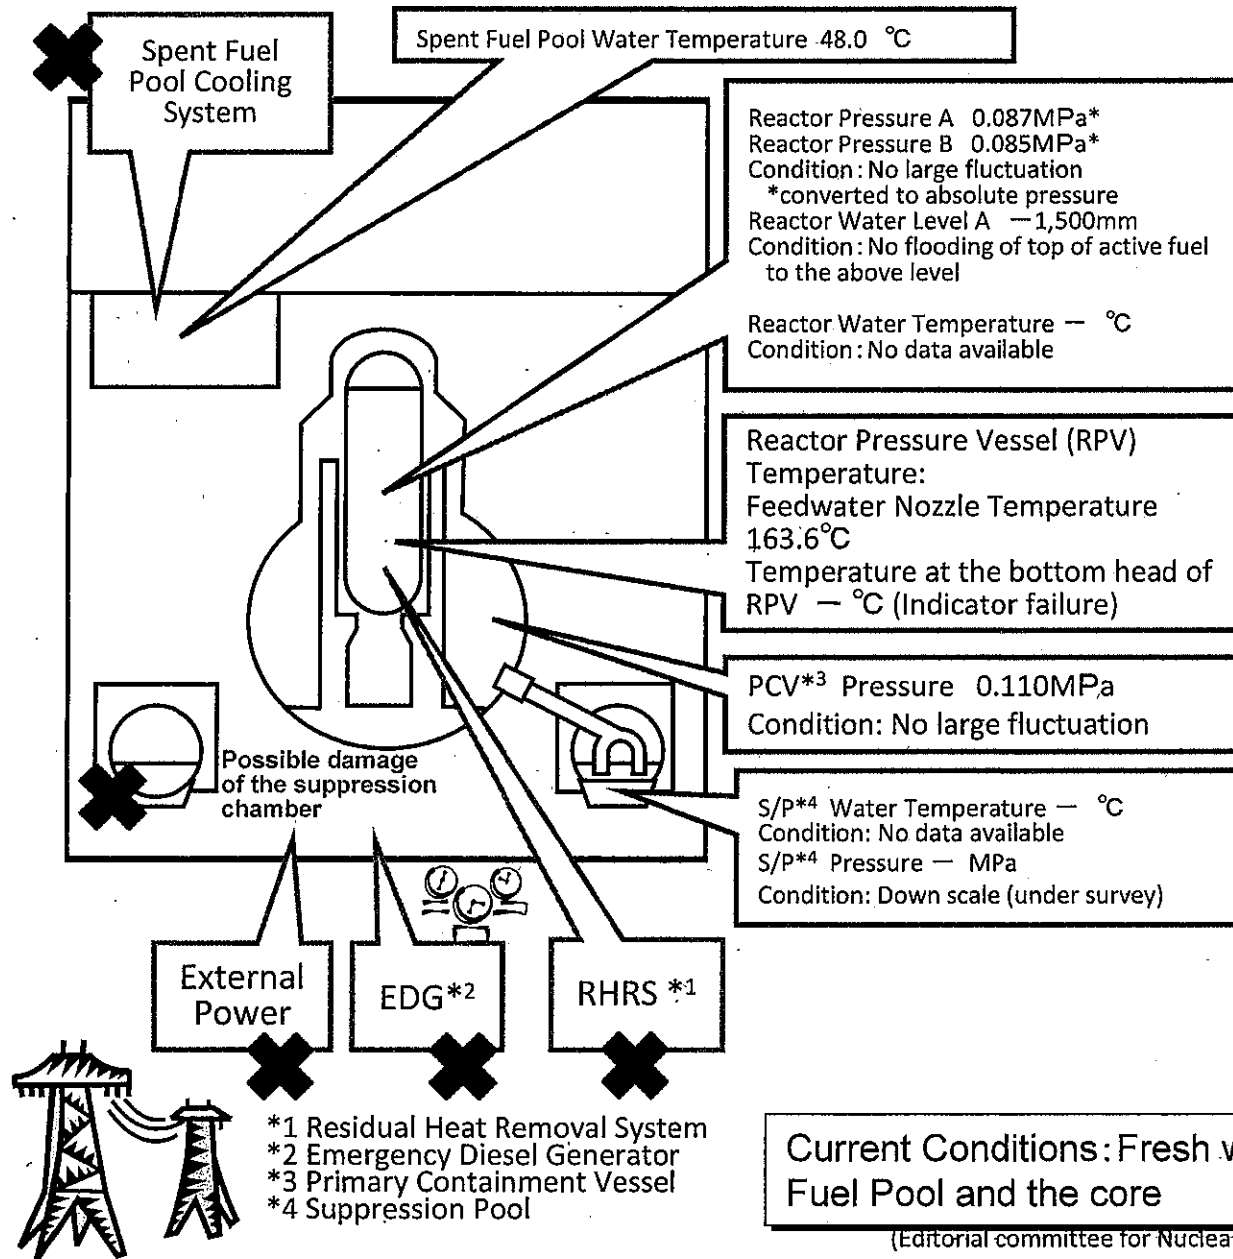 Spent Fuel
Pool Cooling
System
Spent Fuel Pool Water Temperature 48.0 ℃
Reactor Pressure A 0.087MPa*
Reactor Pressure B 0.085MPa*
Condition: No large fluctuation
*converted to absolute pressure
Reactor Water Level A －1,500mm
Condition: No flooding of top of active fuel
to the above level
Reactor Water Temperature － ℃
Condition: No data available
Reactor Pressure Vessel (RPV)
Temperature:
Feedwater Nozzle Temperature
163.6℃
Temperature at the bottom head of
RPV － ℃ (Indicator failure)
PCV*3 Pressure 0.110MPa
Condition: No large fluctuation
Possible damage
of the suppression
chamber
S/P*4 Water Temperature － ℃
Condition: No data available
S/P*4 Pressure － MPa
Condition: Down scale (under survey)
External
Power
EDG*2
RHRS *1
*1 Residual Heat Removal System
*2 Emergency Diesel Generator
*3 Primary Containment Vessel
*4 Suppression Pool
Current Conditions: Fresh
Fuel Pool and the core
(Editorial committee for